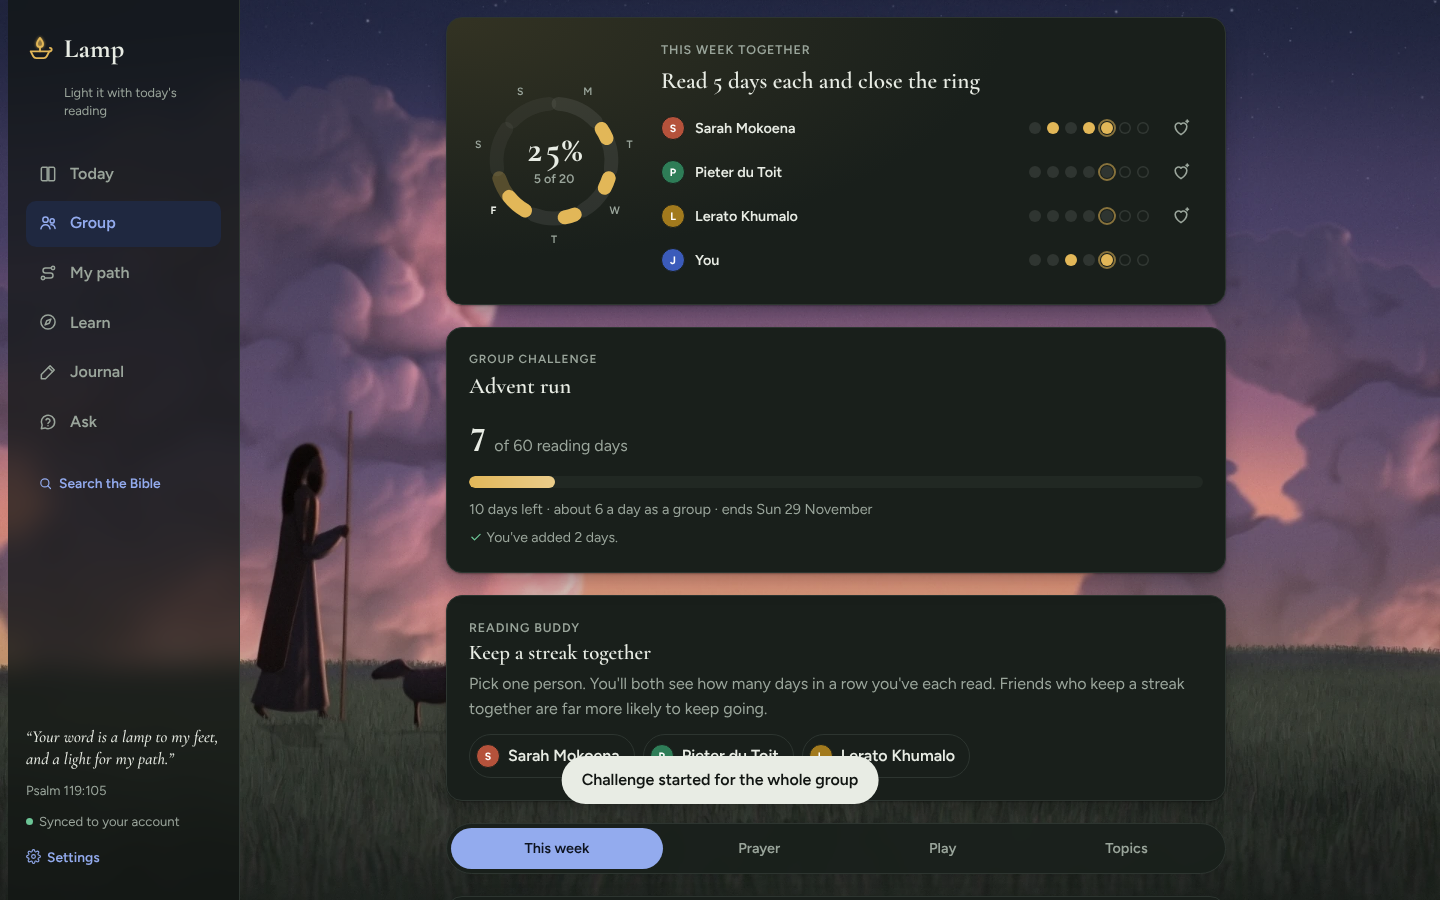 Lamp
Light it with today's
reading
Today
Group
My path
Learn
Journal
Ask
Search the Bible
“Your word is a lamp to my feet,
and a light for my path.”
Psalm 119:105
Synced to your account
Settings
S M T W T F S
25%
5 of 20
THIS WEEK TOGETHER
Read 5 days each and close the ring
S Sarah Mokoena
P Pieter du Toit
L Lerato Khumalo
J You
GROUP CHALLENGE
Advent run
7 of 60 reading days
10 days left · about 6 a day as a group · ends Sun 29 November
You've added 2 days.
READING BUDDY
Keep a streak together
Pick one person. You'll both see how many days in a row you've each read. Friends who keep a streak
together are far more likely to keep going.
S Sarah Mokoena P Pieter du Toit L Lerato Khumalo
Challenge started for the whole group
This week Prayer Play Topics